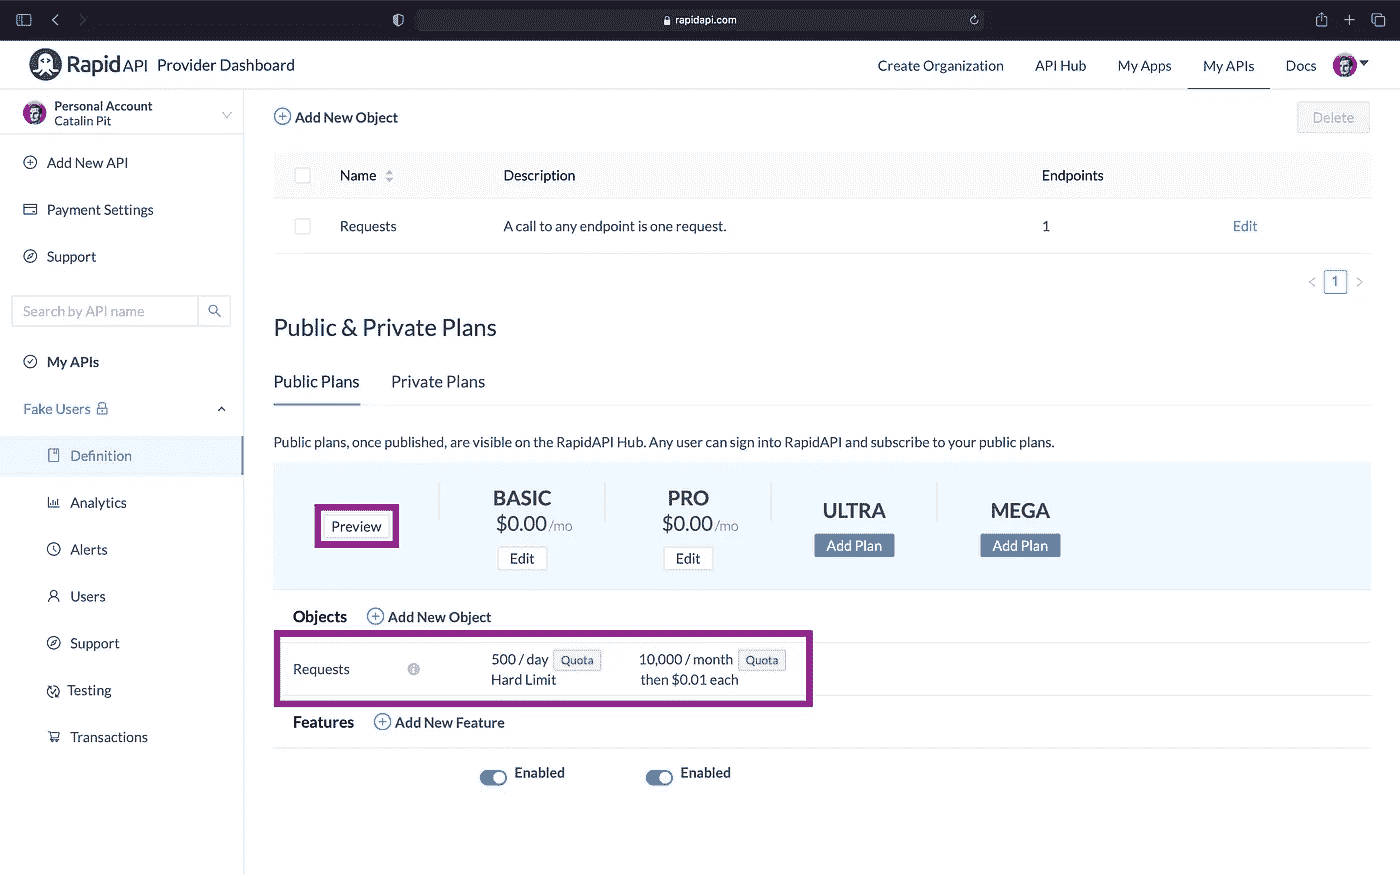 rapidapi.com
Rapid API Provider Dashboard
Create Organization API Hub My Apps My APIs Docs
Personal Account
Catalin Pit
Add New API
Payment Settings
Support
Search by API name
My APIs
Fake Users
Definition
Analytics
Alerts
Users
Support
Testing
Transactions
Add New Object
Delete
Name Description Endpoints
Requests A call to any endpoint is one request. 1 Edit
1
Public & Private Plans
Public Plans Private Plans
Public plans, once published, are visible on the RapidAPI Hub. Any user can sign into RapidAPI and subscribe to your public plans.
Preview
BASIC
$0.00/mo
Edit
PRO
$0.00/mo
Edit
ULTRA
Add Plan
MEGA
Add Plan
Objects Add New Object
Requests
500 / day Quota
Hard Limit
10,000 / month Quota
then $0.01 each
Features Add New Feature
Enabled Enabled